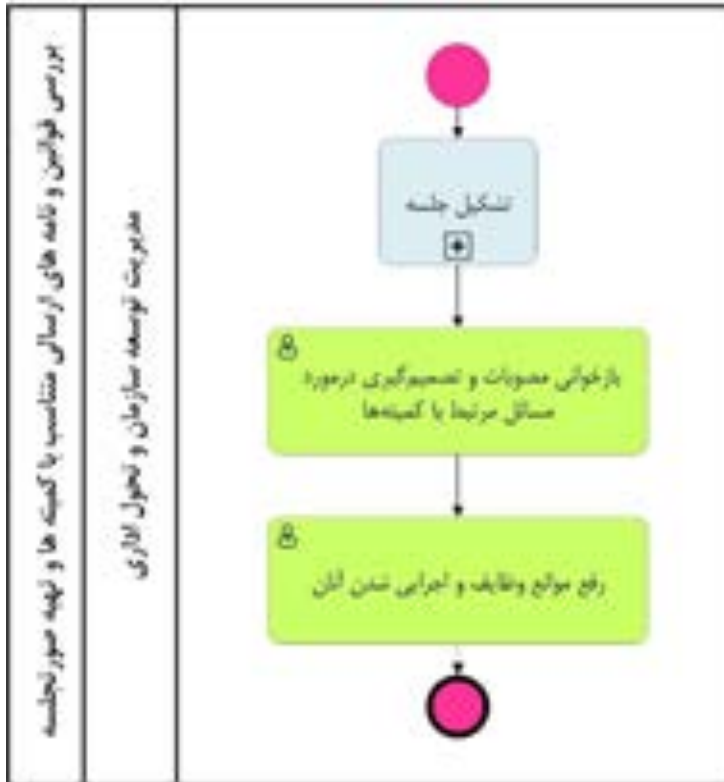 بررسی قوانین و نامه های ارسالی متناسب با کمیته ها و تهیه صورتجلسه
مدیریت توسعه سازمان و تحول اداری
تشکیل جلسه
بازخوانی مصوبات و تصمیم‌گیری درمورد
مسائل مرتبط با کمیته‌ها
رفع موانع وظایف و اجرایی شدن آنان